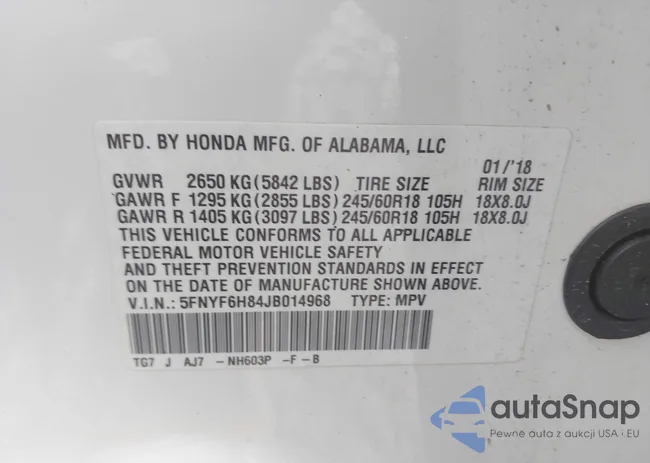 MFD. BY HONDA MFG. OF ALABAMA, LLC
01/'18
GVWR 2650 KG(5842 LBS) TIRE SIZE RIM SIZE
GAWR F 1295 KG(2855 LBS)245/60R18 105H 18X8.0J
GAWR R 1405 KG(3097 LBS)245/60R18 105H 18X8.0J
THIS VEHICLE CONFORMS TO ALL APPLICABLE
FEDERAL MOTOR VEHICLE SAFETY
AND THEFT PREVENTION STANDARDS IN EFFECT
ON THE DATE OF MANUFACTURE SHOWN ABOVE.
V.I.N.: 5FNYF6H84JB014968 TYPE: MPV
TG7 J AJ7 -NH603P -F-B
autoSnap
Pewne auta z aukcji USA i EU